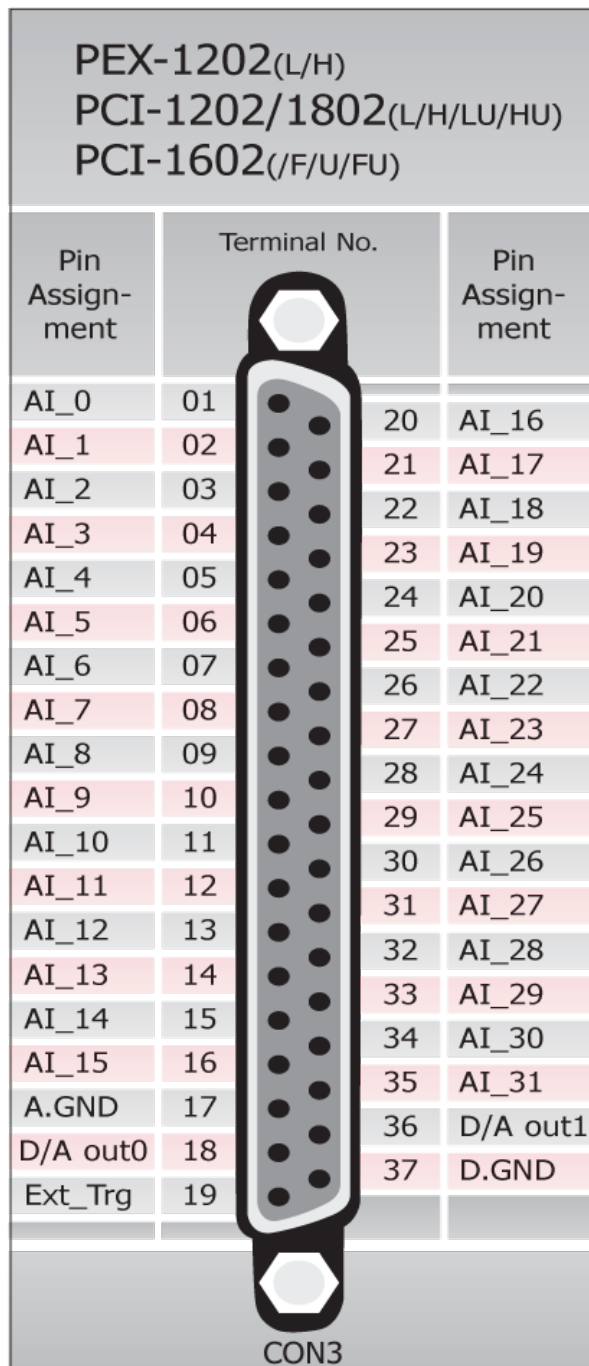 PEX-1202(L/H)
PCI-1202/1802(L/H/LU/HU)
PCI-1602(/F/U/FU)
Pin Assign-ment
Terminal No.
Pin Assign-ment
AI_0 01
20 AI_16
AI_1 02
21 AI_17
AI_2 03
22 AI_18
AI_3 04
23 AI_19
AI_4 05
24 AI_20
AI_5 06
25 AI_21
AI_6 07
26 AI_22
AI_7 08
27 AI_23
AI_8 09
28 AI_24
AI_9 10
29 AI_25
AI_10 11
30 AI_26
AI_11 12
31 AI_27
AI_12 13
32 AI_28
AI_13 14
33 AI_29
AI_14 15
34 AI_30
AI_15 16
35 AI_31
A.GND 17
36 D/A out1
D/A out0 18
37 D.GND
Ext_Trg 19
CON3